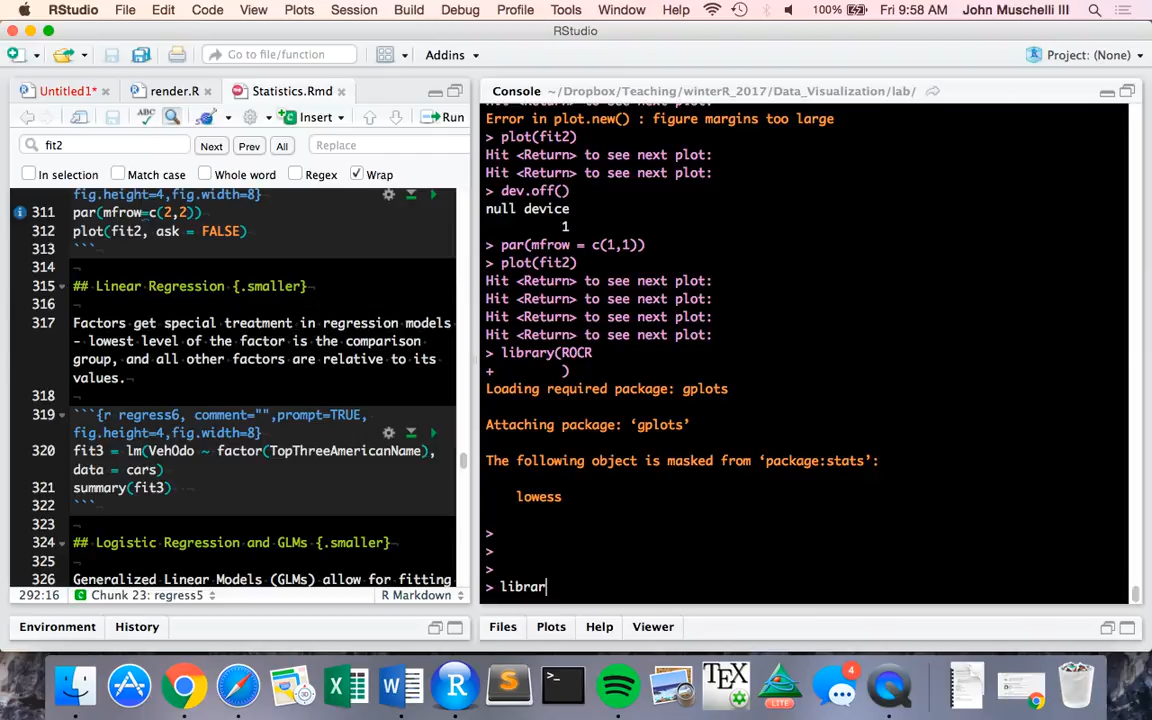 RStudio File Edit Code View Plots Session Build Debug Profile Tools Window Help 100% Fri 9:58 AM John Muschelli III
RStudio
Go to file/function Addins Project: (None)
Untitled1* render.R Statistics.Rmd
ABC Insert Run
fit2 Next Prev All Replace
In selection Match case Whole word Regex Wrap
fig.height=4,fig.width=8}
311 par(mfrow=c(2,2))
312 plot(fit2, ask = FALSE)
313 ```
314
315 ## Linear Regression {.smaller}
316
317 Factors get special treatment in regression models
- lowest level of the factor is the comparison
group, and all other factors are relative to its
values.
318
319 ```{r regress6, comment="",prompt=TRUE,
fig.height=4,fig.width=8}
320 fit3 = lm(VehOdo ~ factor(TopThreeAmericanName),
data = cars)
321 summary(fit3)
322 ```
323
324 ## Logistic Regression and GLMs {.smaller}
325
326 Generalized Linear Models (GLMs) allow for fitting
292:16 Chunk 23: regress5 R Markdown
Environment History
Console ~/Dropbox/Teaching/winterR_2017/Data_Visualization/lab/
Hit <Return> to see next plot:
Error in plot.new() : figure margins too large
> plot(fit2)
Hit <Return> to see next plot:
Hit <Return> to see next plot:
> dev.off()
null device
1
> par(mfrow = c(1,1))
> plot(fit2)
Hit <Return> to see next plot:
Hit <Return> to see next plot:
Hit <Return> to see next plot:
Hit <Return> to see next plot:
> library(ROCR
+ )
Loading required package: gplots
Attaching package: ‘gplots’
The following object is masked from ‘package:stats’:
lowess
>
>
>
> librar
Files Plots Help Viewer
X W R S >_ TEX LITE 4